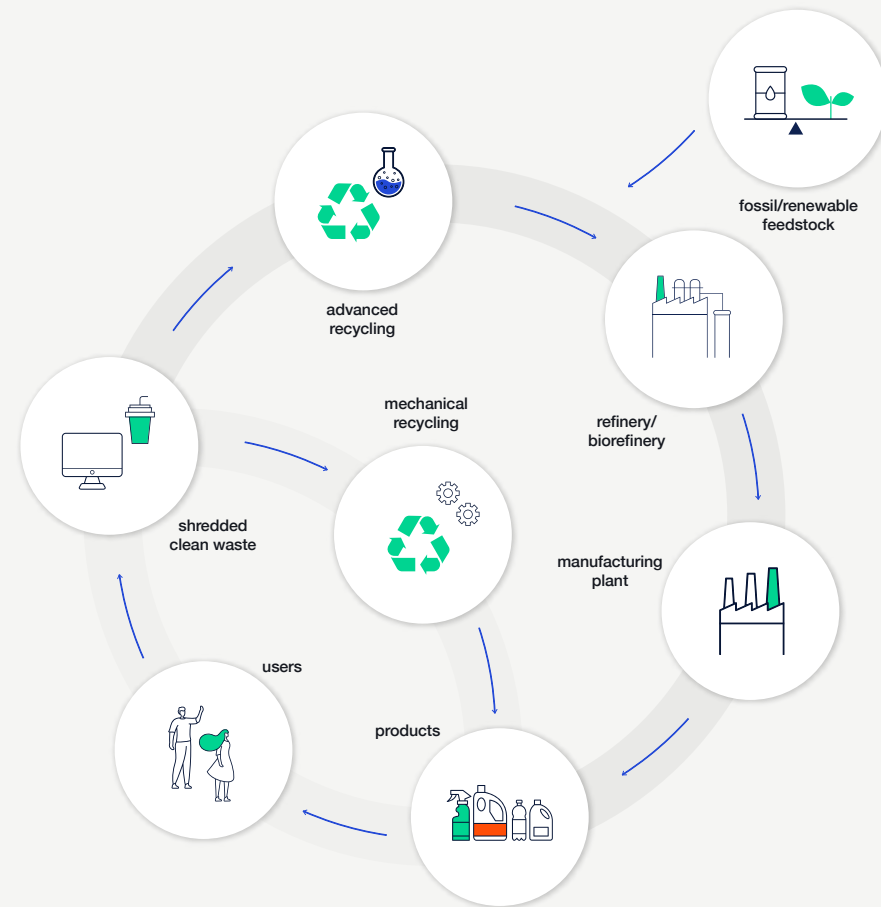 fossil/renewable
feedstock
advanced
recycling
mechanical
recycling
refinery/
biorefinery
shredded
clean waste
manufacturing
plant
users
products